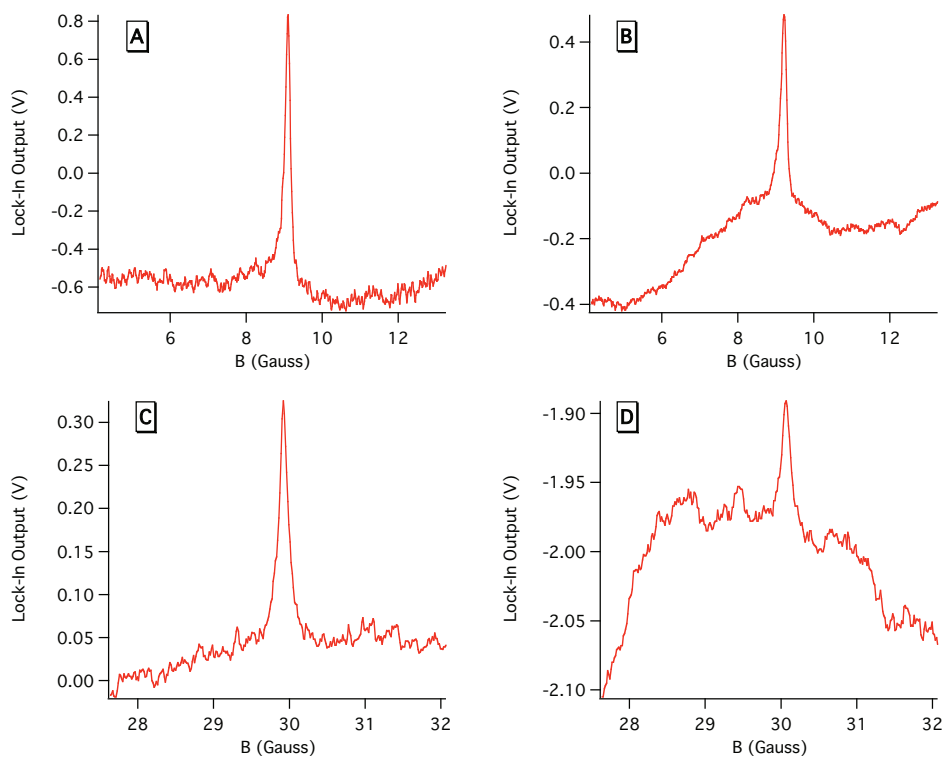 A
Lock-In Output (V)
0.8
0.6
0.4
0.2
0.0
-0.2
-0.4
-0.6
6 8 10 12
B (Gauss)
B
Lock-In Output (V)
0.4
0.2
0.0
-0.2
-0.4
6 8 10 12
B (Gauss)
C
Lock-In Output (V)
0.30
0.25
0.20
0.15
0.10
0.05
0.00
28 29 30 31 32
B (Gauss)
D
Lock-In Output (V)
-1.90
-1.95
-2.00
-2.05
-2.10
28 29 30 31 32
B (Gauss)